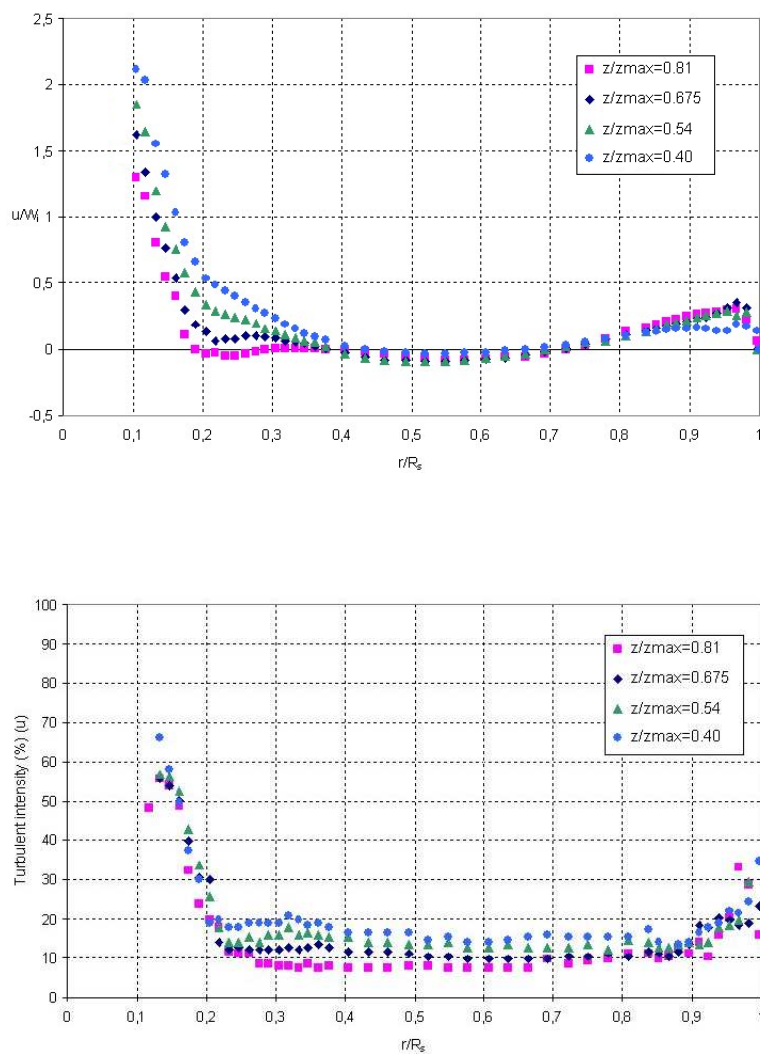 2,5
2
1,5
1
0,5
0
-0,5
u/Wi
z/zmax=0.81
z/zmax=0.675
z/zmax=0.54
z/zmax=0.40
0 0,1 0,2 0,3 0,4 0,5 0,6 0,7 0,8 0,9 1
r/Rs
100
90
80
70
60
50
40
30
20
10
0
Turbulent intensity (%) (u)
z/zmax=0.81
z/zmax=0.675
z/zmax=0.54
z/zmax=0.40
0 0,1 0,2 0,3 0,4 0,5 0,6 0,7 0,8 0,9 1
r/Rs